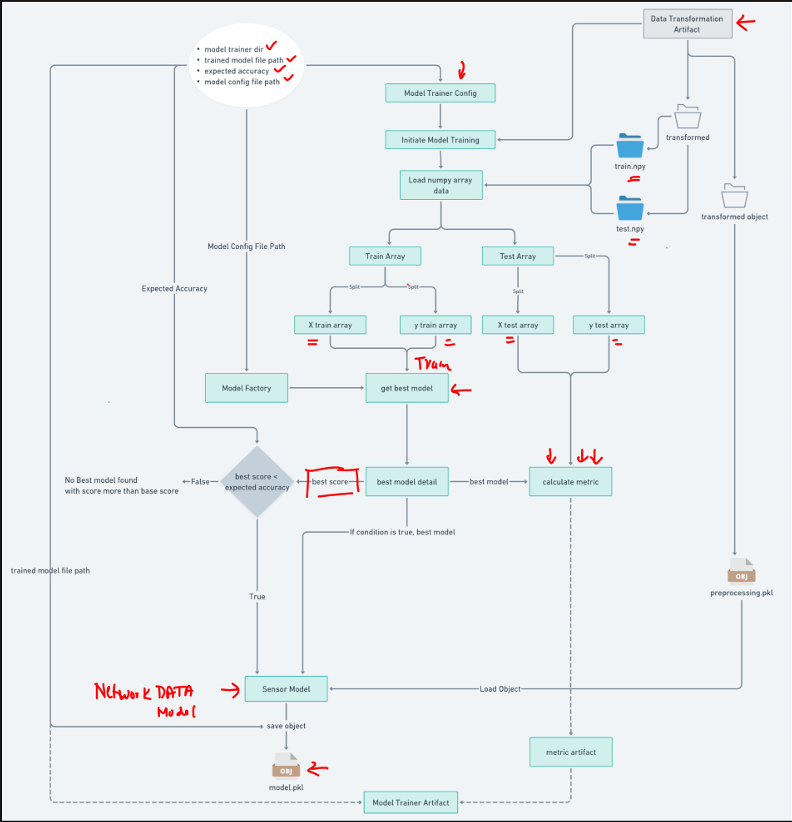 Data Transformation
Artifact
• model trainer dir
• trained model file path
• expected accuracy
• model config file path
Model Trainer Config
Initiate Model Training
transformed
train.npy
Load numpy array
data
transformed object
test.npy
Model Config File Path
Train Array
Test Array
Split
Expected Accuracy
Split
Split
Split
X train array
y train array
X test array
y test array
Train
Model Factory
get best model
No Best model found
with score more than base score
False
best score <
expected accuracy
best score
best model detail
best model
calculate metric
If condition is true, best model
trained model file path
True
OBJ
preprocessing.pkl
Network DATA
Model
Sensor Model
Load Object
save object
OBJ
model.pkl
metric artifact
Model Trainer Artifact